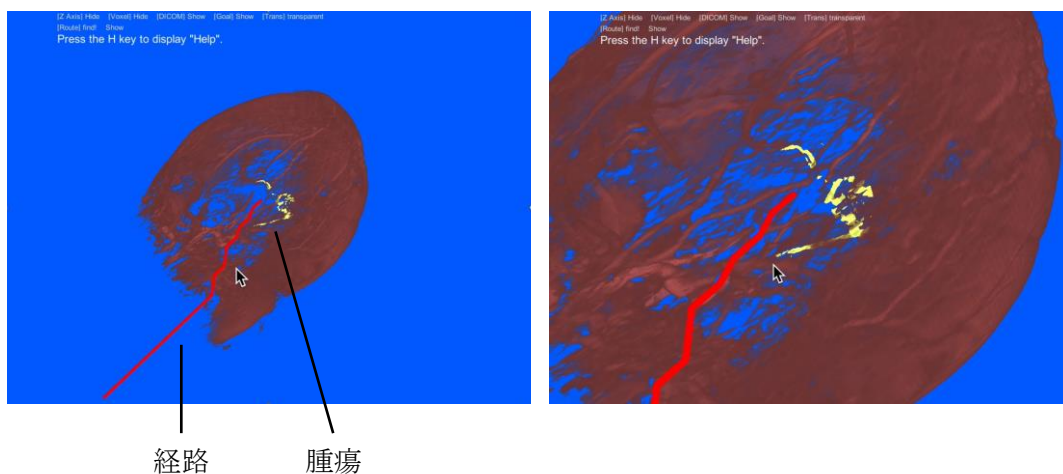 [Z Axis] Hide [Voxel] Hide [DICOM] Show [Goal] Show [Trans] transparent
[Route] find! Show
Press the H key to display "Help".
[Z Axis] Hide [Voxel] Hide [DICOM] Show [Goal] Show [Trans] transparent
[Route] find! Show
Press the H key to display "Help".
経路 腫瘍